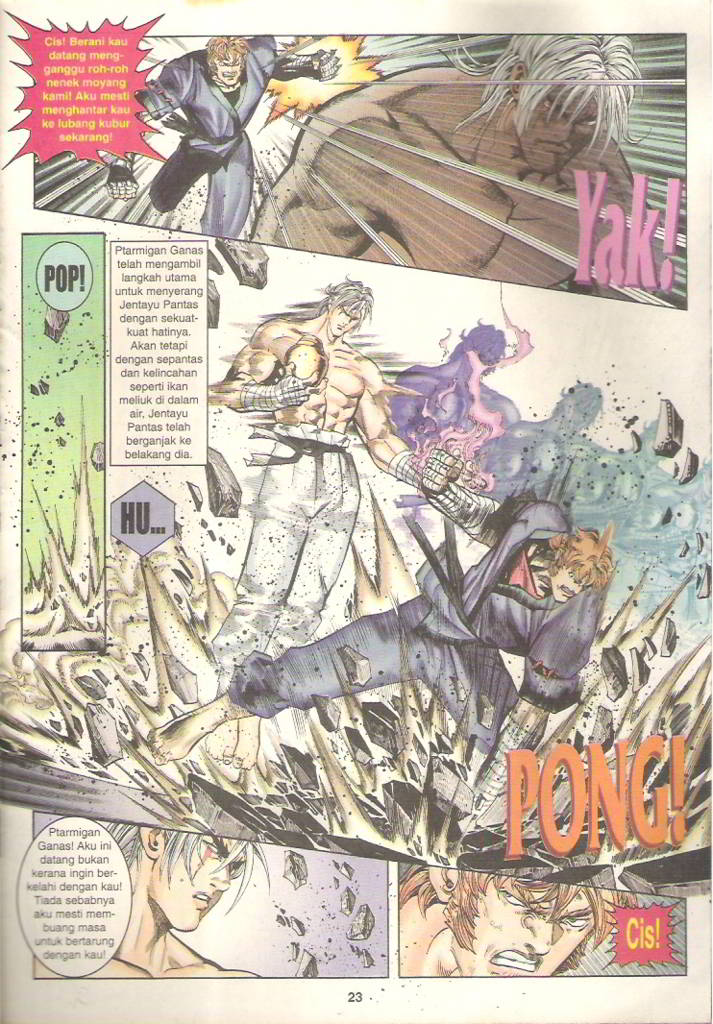 Cis! Berani kau
datang meng-
ganggu roh-roh
nenek moyang
kami! Aku mesti
menghantar kau
ke lubang kubur
sekarang!
Yak!
POP!
Ptarmigan Ganas
telah mengambil
langkah utama
untuk menyerang
Jentayu Pantas
dengan sekuat-
kuat hatinya.
Akan tetapi
dengan sepantas
dan kelincahan
seperti ikan
meliuk di dalam
air, Jentayu
Pantas telah
berganjak ke
belakang dia.
HU...
PONG!
Ptarmigan
Ganas! Aku ini
datang bukan
kerana ingin ber-
kelahi dengan kau!
Tiada sebabnya
aku mesti mem-
buang masa
untuk bertarung
dengan kau!
Cis!
23